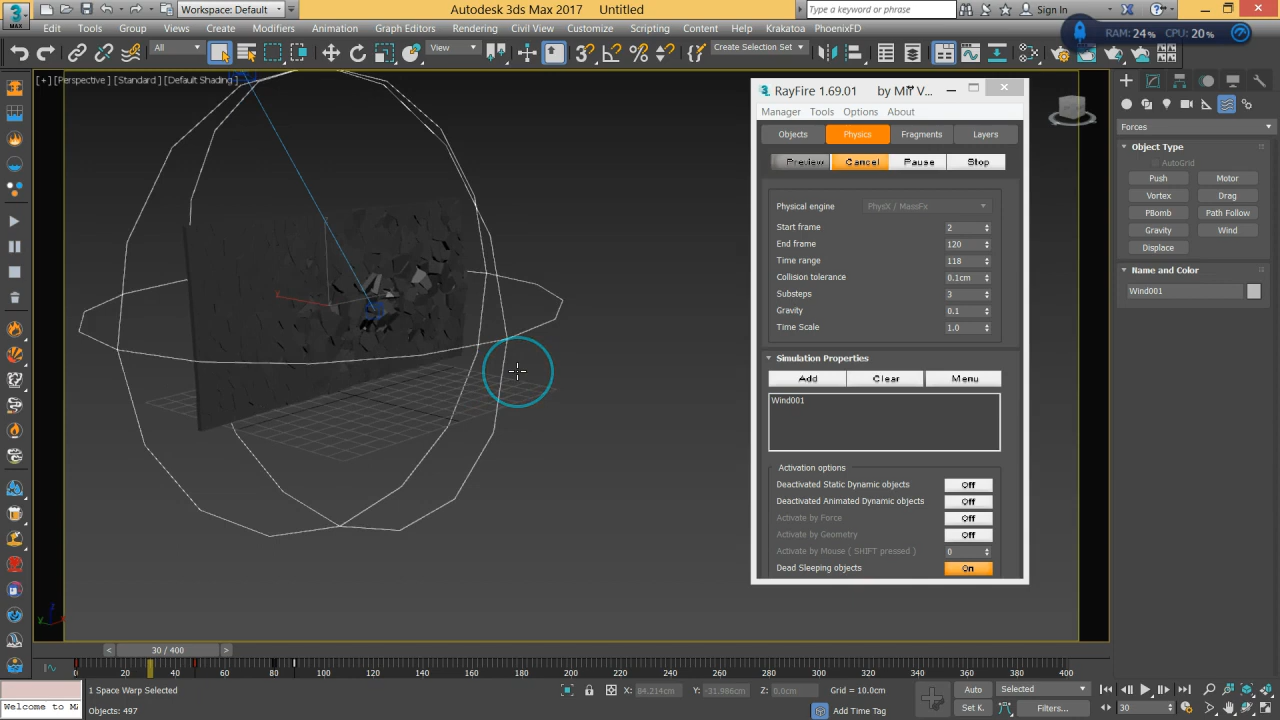 Workspace: Default
Autodesk 3ds Max 2017 Untitled
Type a keyword or phrase
Sign In
MAX
Edit Tools Group Views Create Modifiers Animation Graph Editors Rendering Civil View Customize Scripting Content Help Krakatoa PhoenixFD
RAM: 24% CPU: 20%
All
View
Create Selection Set
[+] [Perspective] [Standard] [Default Shading]
RayFire 1.69.01
Manager Tools Options About
Objects Physics Fragments Layers
Preview Cancel Pause Stop
Physical engine PhysX / MassFx
Start frame 2
End frame 120
Time range 118
Collision tolerance 0.1cm
Substeps 3
Gravity 0.1
Time Scale 1.0
Simulation Properties
Add Clear Menu
Wind001
Activation options
Deactivated Static Dynamic objects Off
Deactivated Animated Dynamic objects Off
Activate by Force Off
Activate by Geometry Off
Activate by Mouse ( SHIFT pressed ) 0
Dead Sleeping objects On
Forces
Object Type
AutoGrid
Push Motor
Vortex Drag
PBomb Path Follow
Gravity Wind
Displace
Name and Color
Wind001
x
z
y
30 / 400
0 20 40 60 80 100 120 140 160 180 200 220 240 260 280 300 320 340 360 380 400
1 Space Warp Selected
X: 84.214cm Y: -31.986cm Z: 0.0cm Grid = 10.0cm
Auto Selected
Welcome to M
Objects: 497
Add Time Tag
Set K. Filters...
30